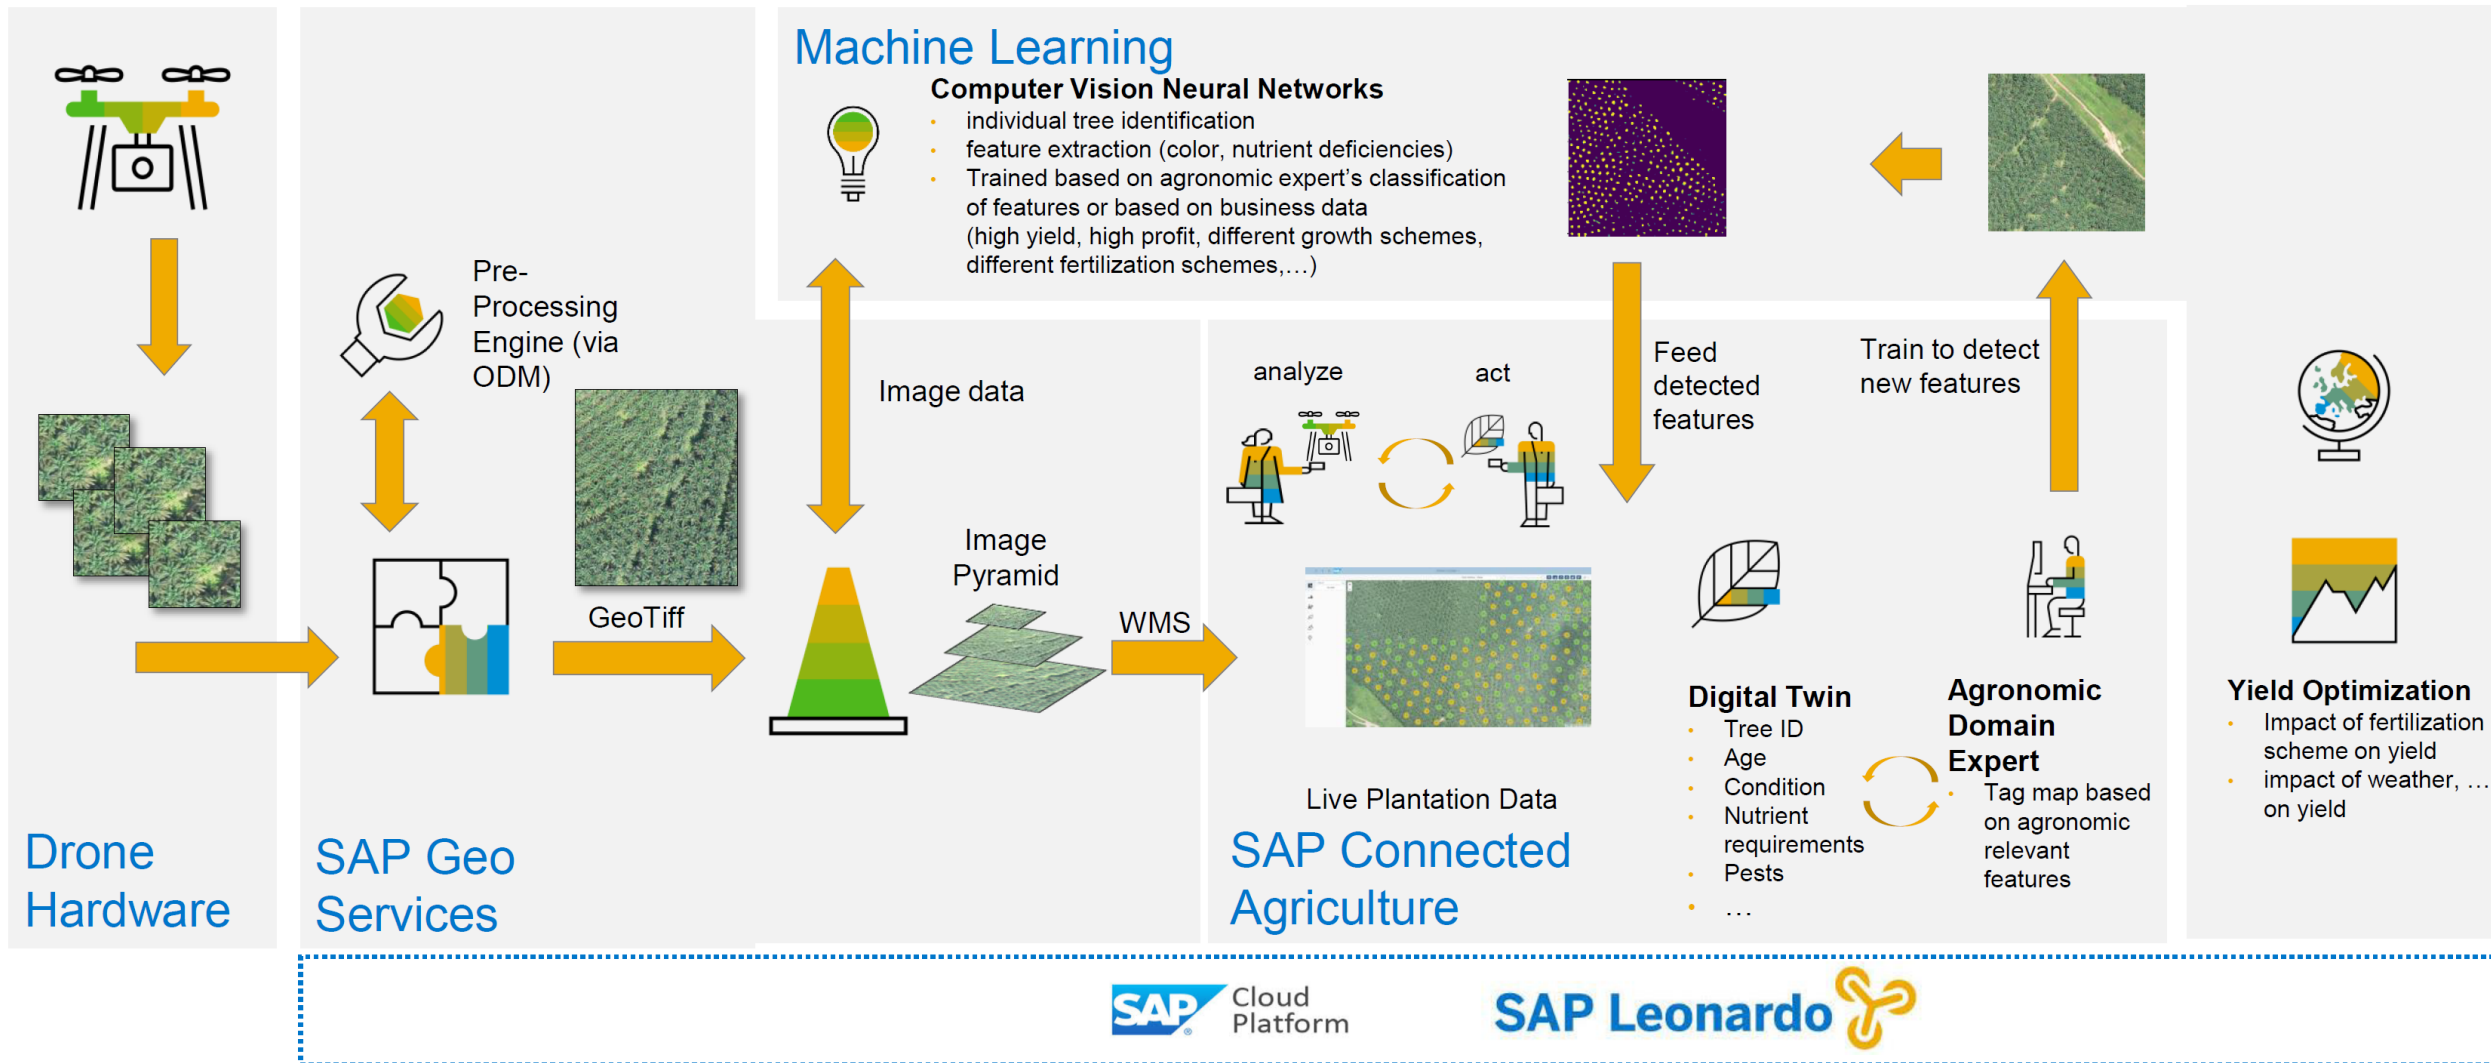 Machine Learning
Computer Vision Neural Networks
• individual tree identification
• feature extraction (color, nutrient deficiencies)
• Trained based on agronomic expert’s classification
of features or based on business data
(high yield, high profit, different growth schemes,
different fertilization schemes,…)
Pre-
Processing
Engine (via
ODM)
GeoTiff
Image data
Image
Pyramid
WMS
analyze
act
Feed
detected
features
Train to detect
new features
Live Plantation Data
Digital Twin
• Tree ID
• Age
• Condition
• Nutrient
requirements
• Pests
• …
Agronomic
Domain
Expert
• Tag map based
on agronomic
relevant
features
Yield Optimization
• Impact of fertilization
scheme on yield
• impact of weather, …
on yield
Drone
Hardware
SAP Geo
Services
SAP Connected
Agriculture
SAP ®
Cloud
Platform
SAP Leonardo